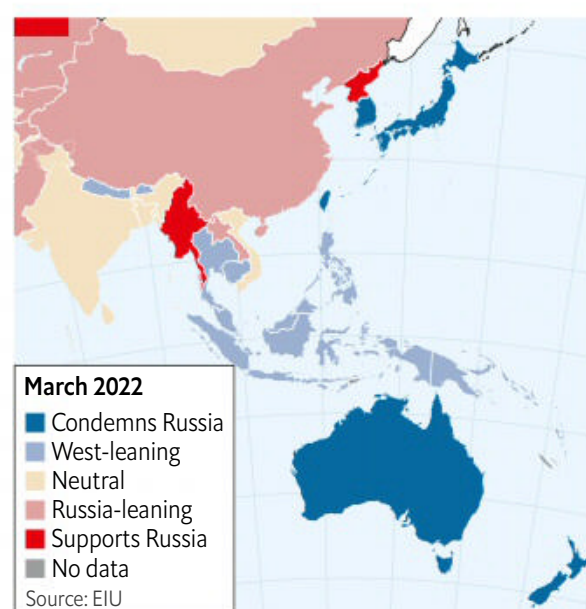 March 2022
Condemns Russia
West-leaning
Neutral
Russia-leaning
Supports Russia
No data
Source: EIU